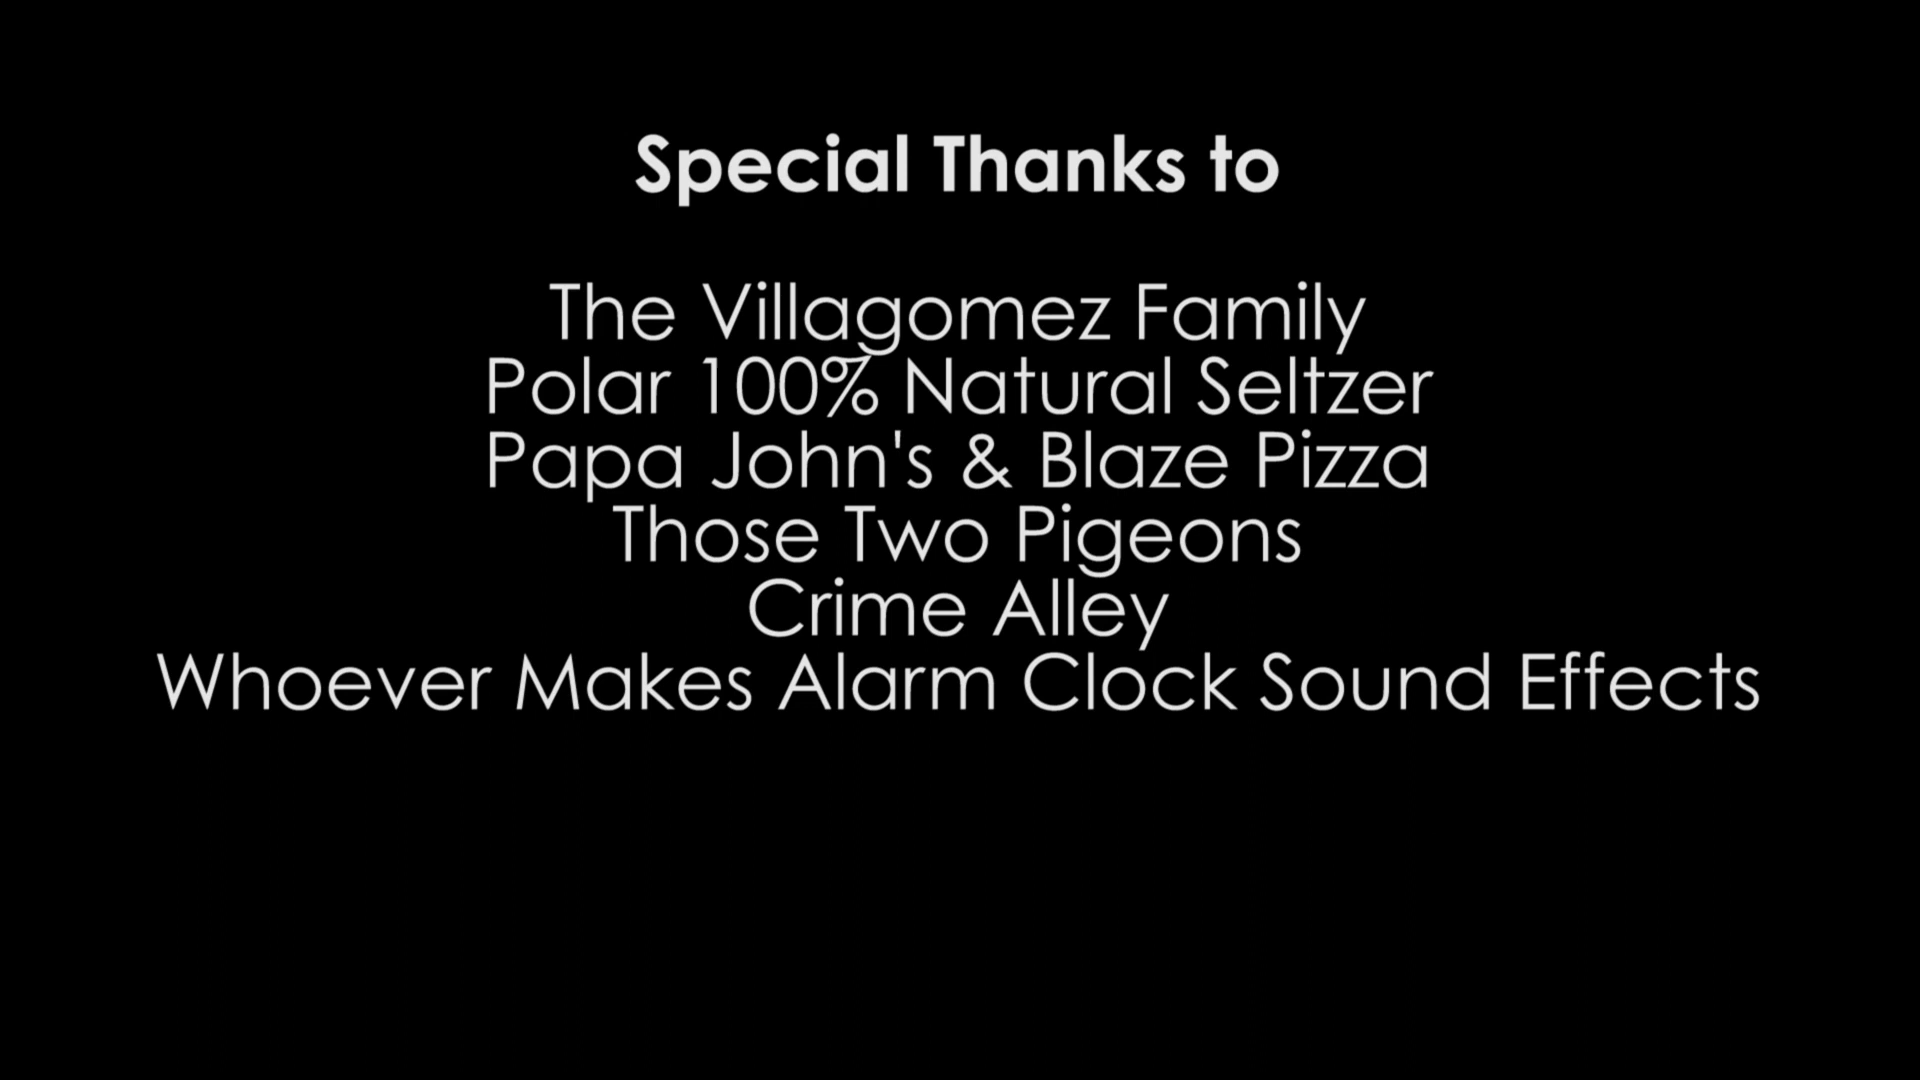 Special Thanks to
The Villagomez Family
Polar 100% Natural Seltzer
Papa John's & Blaze Pizza
Those Two Pigeons
Crime Alley
Whoever Makes Alarm Clock Sound Effects